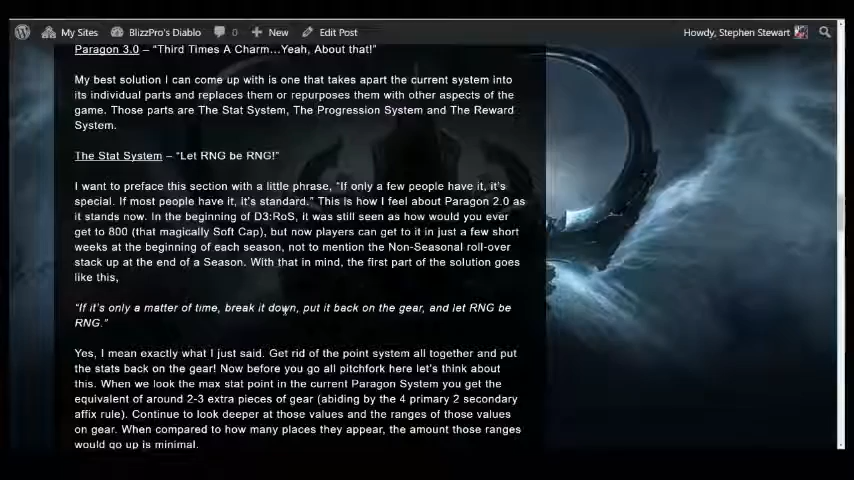 My Sites BlizzPro's Diablo 0 New Edit Post Howdy, Stephen Stewart
Paragon 3.0 – “Third Times A Charm...Yeah, About that!”
My best solution I can come up with is one that takes apart the current system into
its individual parts and replaces them or repurposes them with other aspects of the
game. Those parts are The Stat System, The Progression System and The Reward
System.
The Stat System – “Let RNG be RNG!”
I want to preface this section with a little phrase, “If only a few people have it, it's
special. If most people have it, it's standard.” This is how I feel about Paragon 2.0 as
it stands now. In the beginning of D3:RoS, it was still seen as how would you ever
get to 800 (that magically Soft Cap), but now players can get to it in just a few short
weeks at the beginning of each season, not to mention the Non-Seasonal roll-over
stack up at the end of a Season. With that in mind, the first part of the solution goes
like this,
“If it's only a matter of time, break it down, put it back on the gear, and let RNG be
RNG.”
Yes, I mean exactly what I just said. Get rid of the point system all together and put
the stats back on the gear! Now before you go all pitchfork here let's think about
this. When we look the max stat point in the current Paragon System you get the
equivalent of around 2-3 extra pieces of gear (abiding by the 4 primary 2 secondary
affix rule). Continue to look deeper at those values and the ranges of those values
on gear. When compared to how many places they appear, the amount those ranges
would go up is minimal.